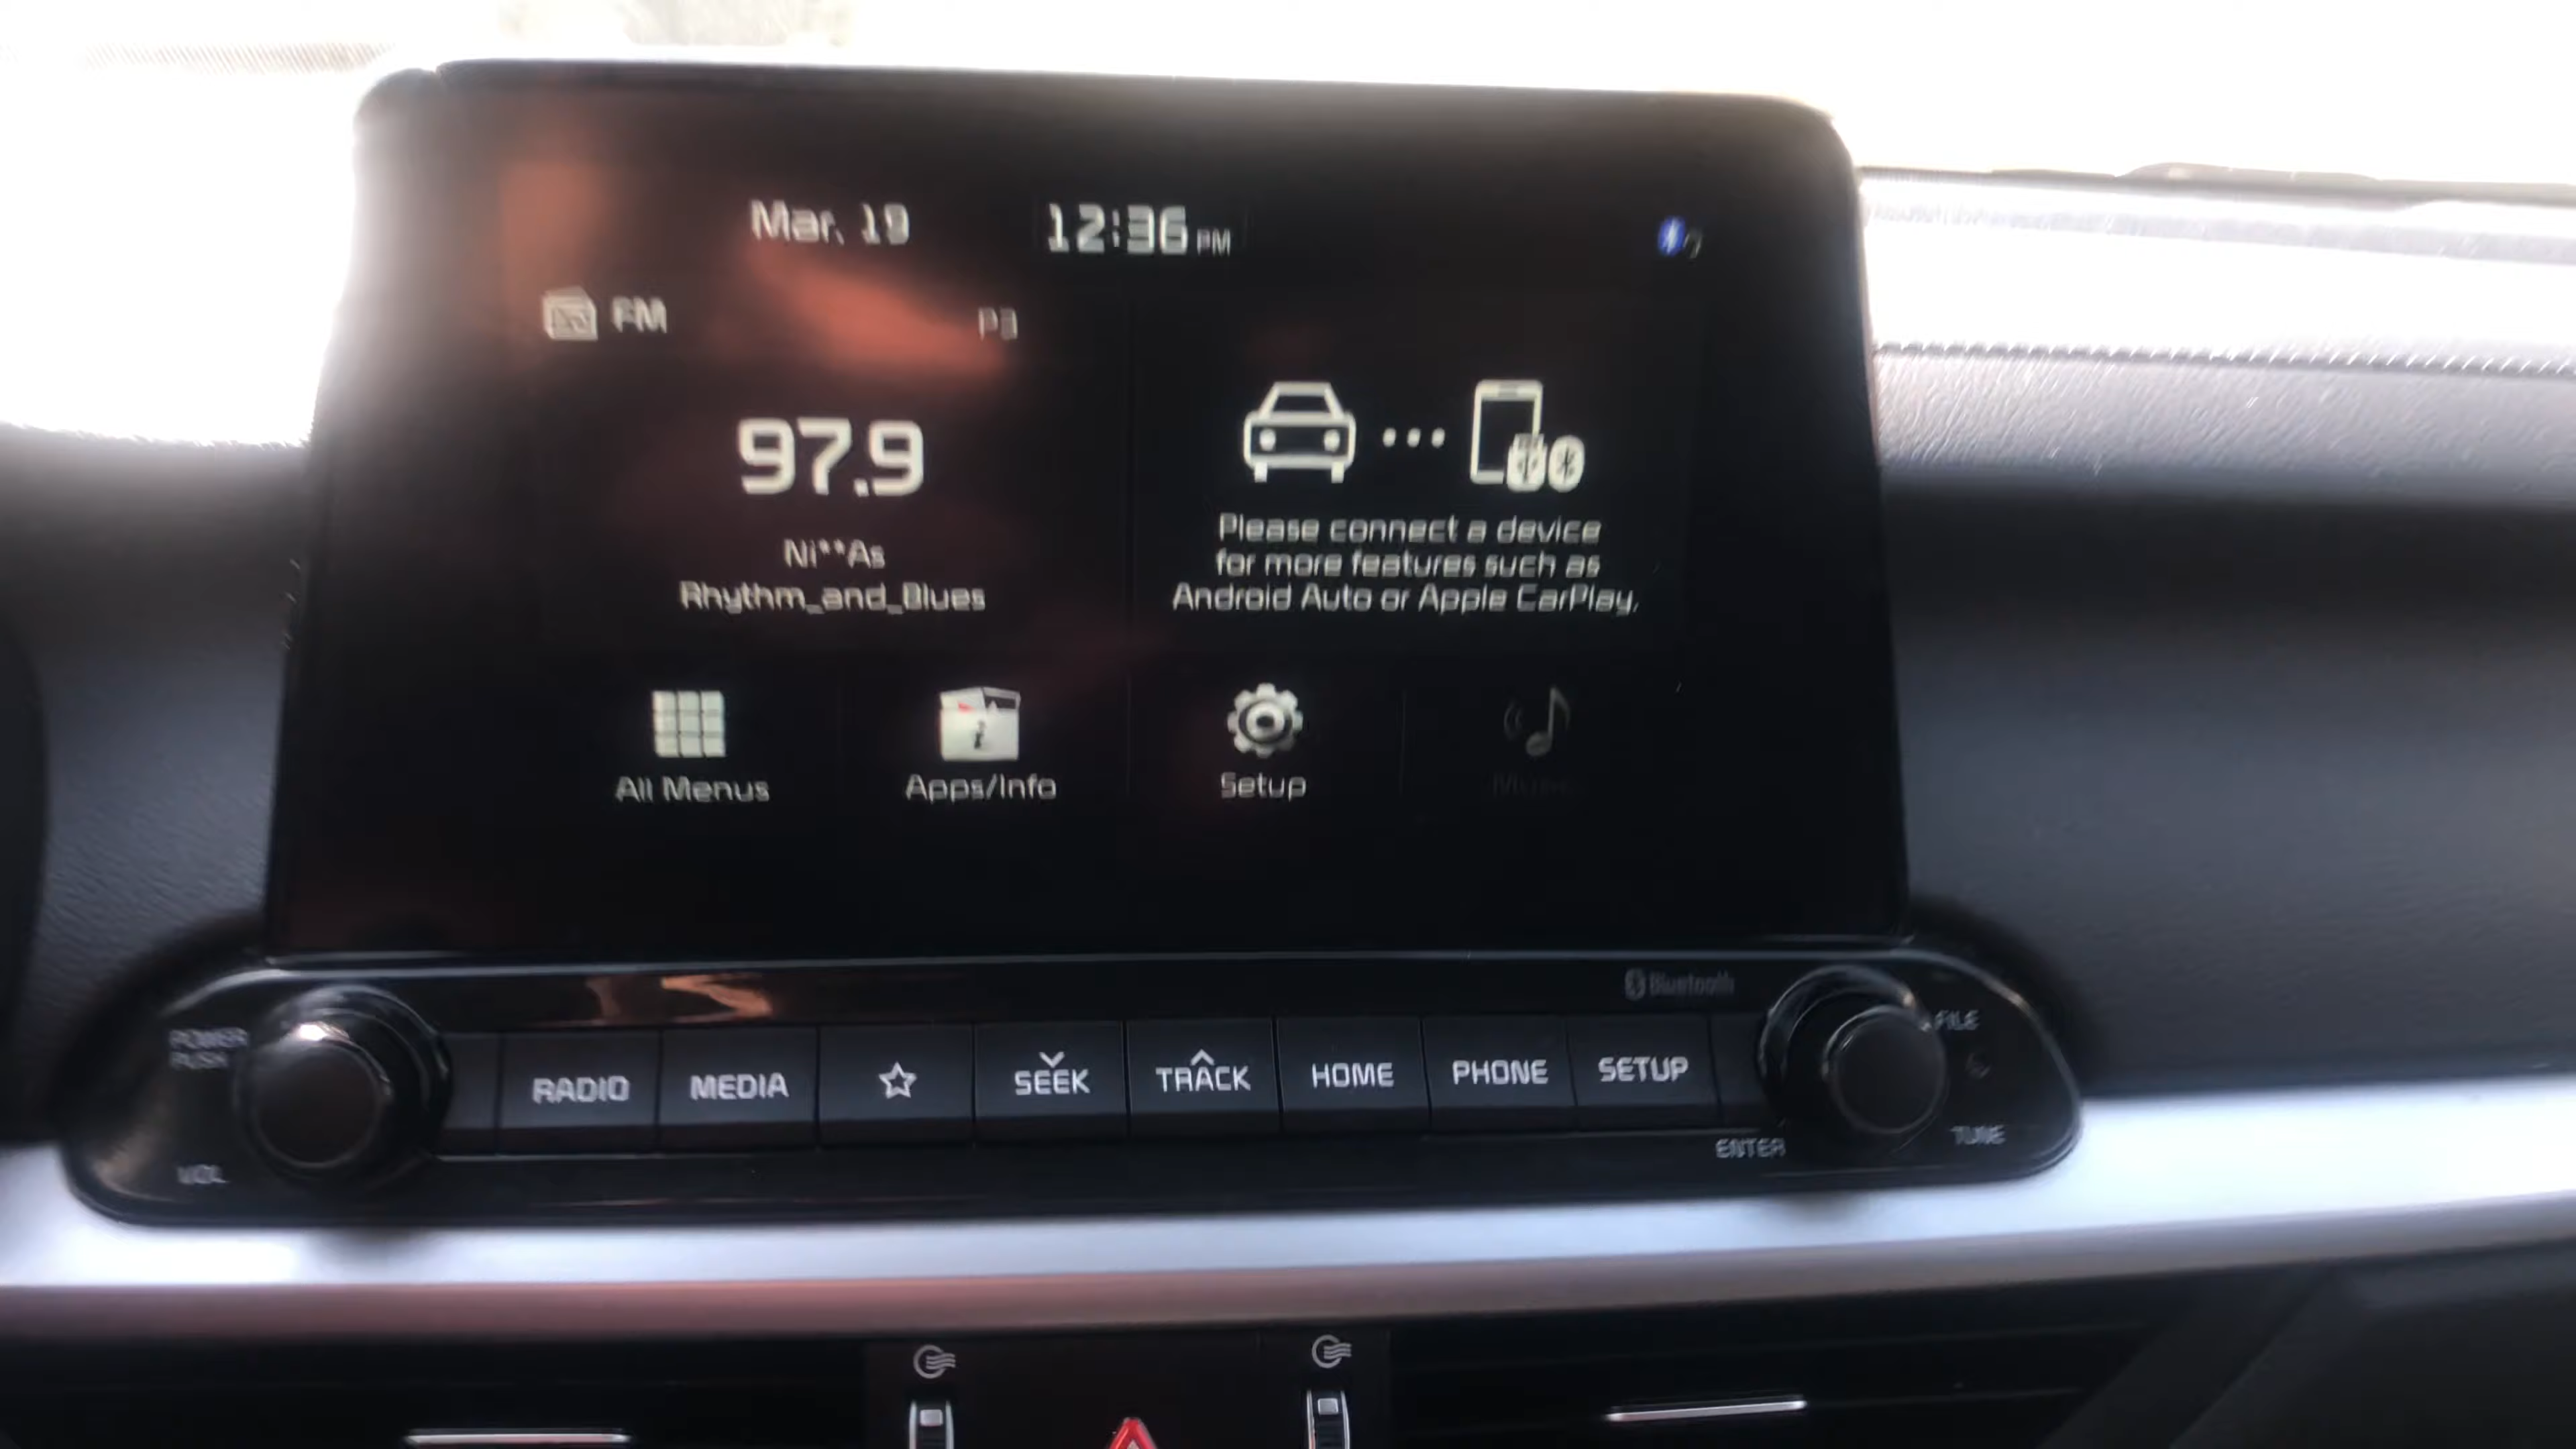 Mar. 19
12:36 PM
FM
P3
97.9
Ni**As
Rhythm_and_Blues
Please connect a device
for more features such as
Android Auto or Apple CarPlay.
All Menus
Apps/Info
Setup
Bluetooth
POWER
PUSH
VOL
RADIO
MEDIA
SEEK
TRACK
HOME
PHONE
SETUP
FILE
TUNE
ENTER